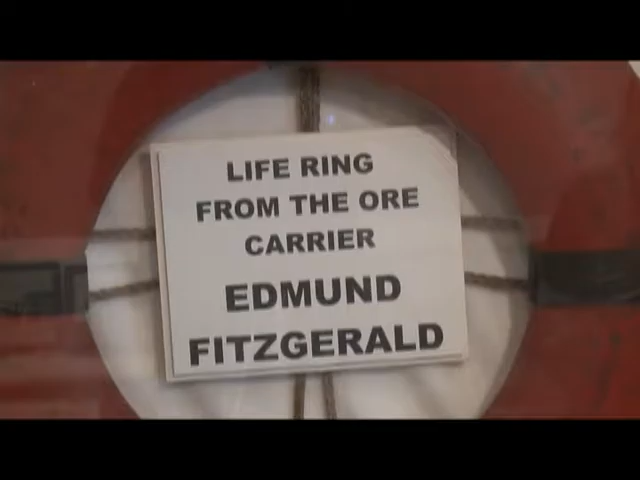 LIFE RING
FROM THE ORE
CARRIER
EDMUND
FITZGERALD